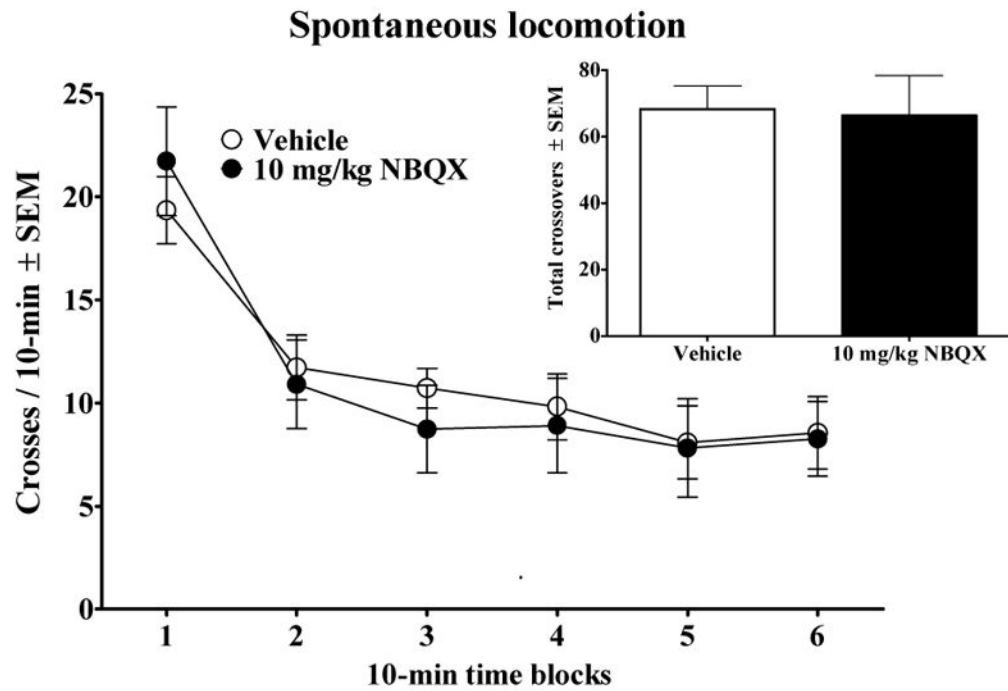 Spontaneous locomotion
Crosses / 10-min ± SEM
25
20
15
10
5
0
Vehicle
10 mg/kg NBQX
1 2 3 4 5 6
10-min time blocks
Total crossovers ± SEM
80
60
40
20
0
Vehicle 10 mg/kg NBQX